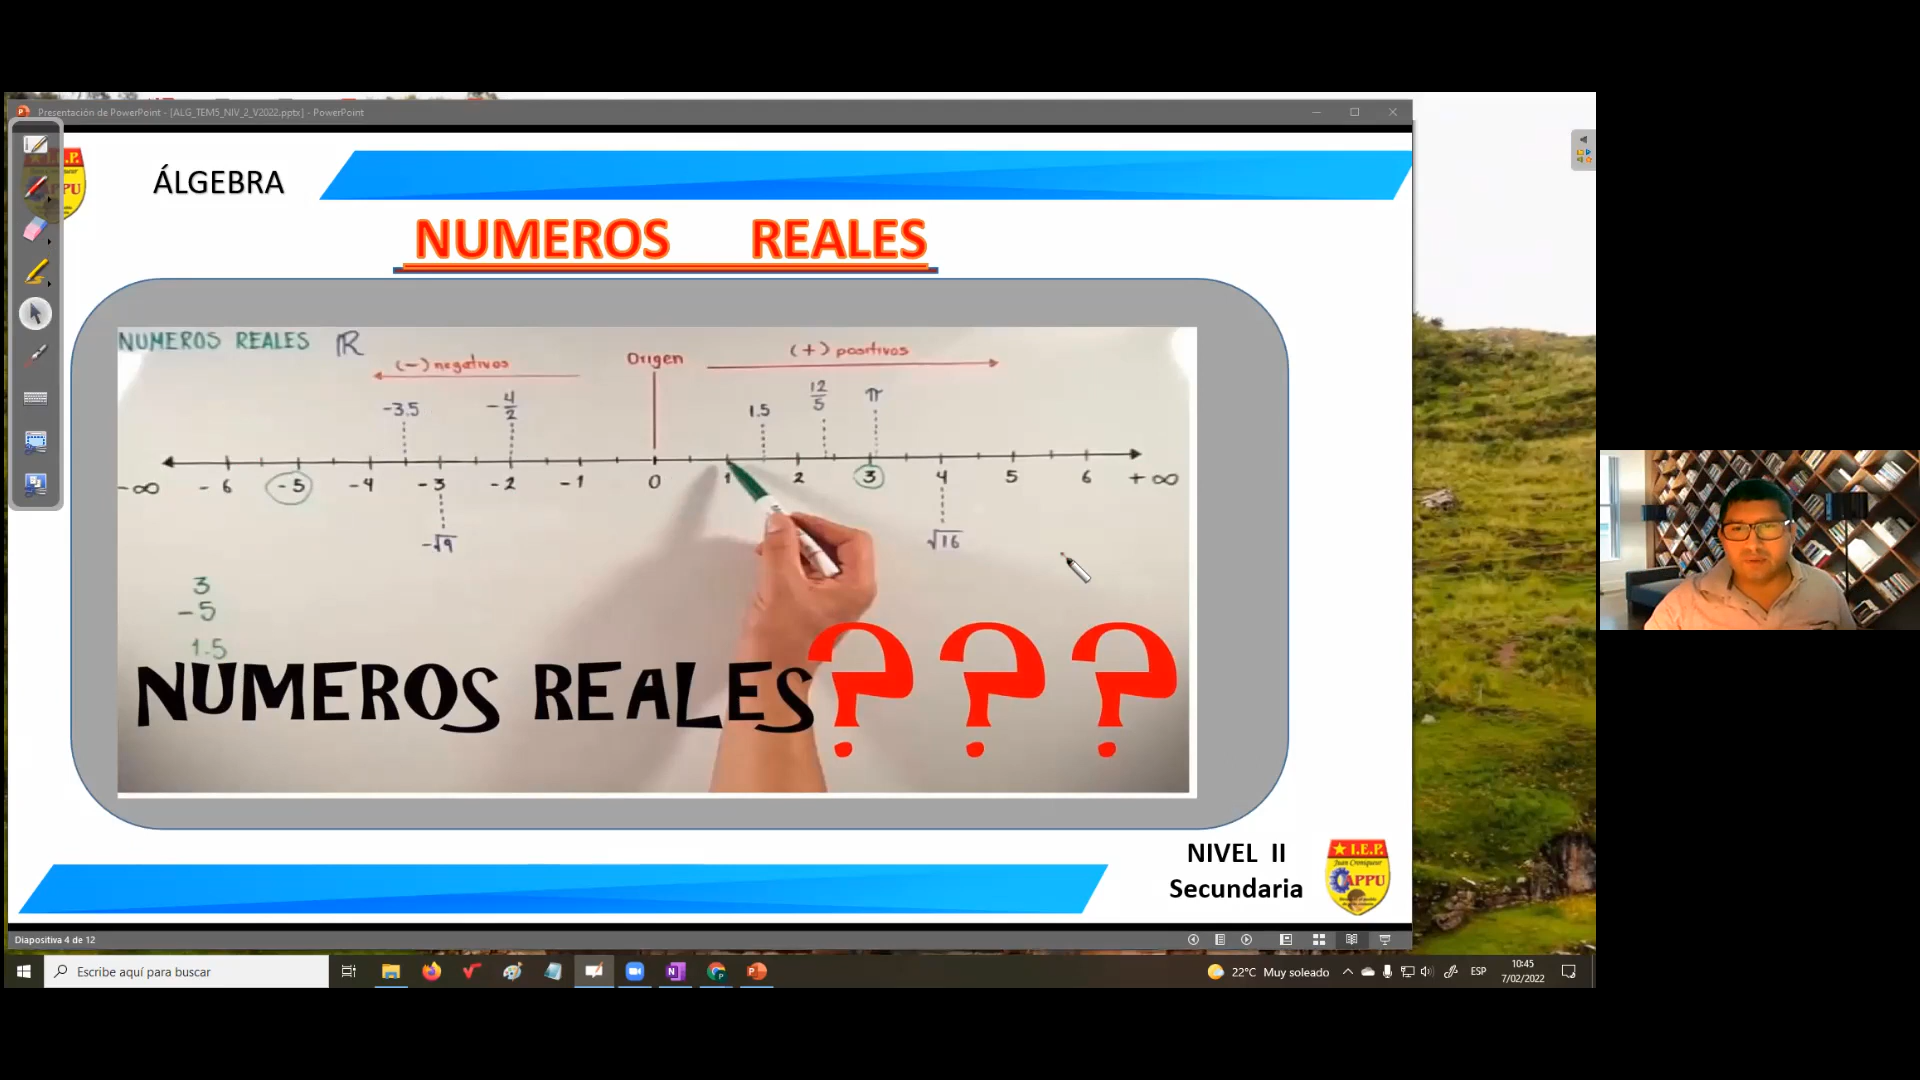 Presentación de PowerPoint - [ALG_TEM5_NIV_2_V2022.pptx] - PowerPoint
I.E.P.
APPU
ÁLGEBRA
NUMEROS REALES
NUMEROS REALES ℝ
(-) negativos
Origen
(+) positivos
-3.5
-4/2
1.5
12/5
π
-∞ -6 -5 -4 -3 -2 -1 0 1 2 3 4 5 6 +∞
-√9
√16
3
-5
1.5
NUMEROS REALES???
NIVEL II
Secundaria
I.E.P.
APPU
Diapositiva 4 de 12
Escribe aquí para buscar
22°C Muy soleado
ESP
10:45
7/02/2022